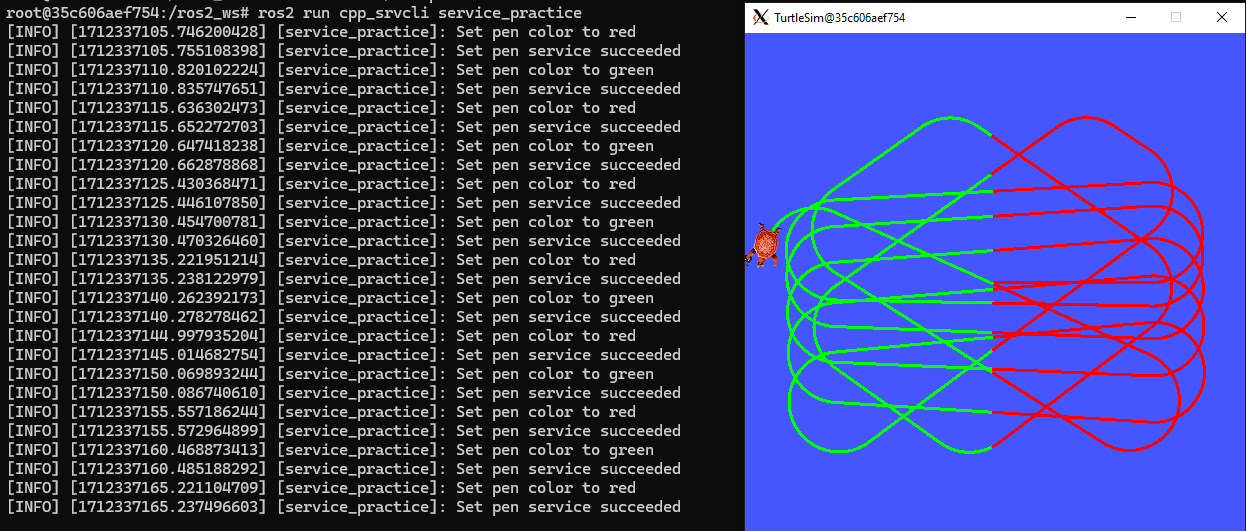 root@35c606aef754:/ros2_ws# ros2 run cpp_srvcli service_practice
[INFO] [1712337105.746200428] [service_practice]: Set pen color to red
[INFO] [1712337105.755108398] [service_practice]: Set pen service succeeded
[INFO] [1712337110.820102224] [service_practice]: Set pen color to green
[INFO] [1712337110.835747651] [service_practice]: Set pen service succeeded
[INFO] [1712337115.636302473] [service_practice]: Set pen color to red
[INFO] [1712337115.652272703] [service_practice]: Set pen service succeeded
[INFO] [1712337120.647418238] [service_practice]: Set pen color to green
[INFO] [1712337120.662878868] [service_practice]: Set pen service succeeded
[INFO] [1712337125.430368471] [service_practice]: Set pen color to red
[INFO] [1712337125.446107850] [service_practice]: Set pen service succeeded
[INFO] [1712337130.454700781] [service_practice]: Set pen color to green
[INFO] [1712337130.470326460] [service_practice]: Set pen service succeeded
[INFO] [1712337135.221951214] [service_practice]: Set pen color to red
[INFO] [1712337135.238122979] [service_practice]: Set pen service succeeded
[INFO] [1712337140.262392173] [service_practice]: Set pen color to green
[INFO] [1712337140.278278462] [service_practice]: Set pen service succeeded
[INFO] [1712337144.997935204] [service_practice]: Set pen color to red
[INFO] [1712337145.014682754] [service_practice]: Set pen service succeeded
[INFO] [1712337150.069893244] [service_practice]: Set pen color to green
[INFO] [1712337150.086740610] [service_practice]: Set pen service succeeded
[INFO] [1712337155.557186244] [service_practice]: Set pen color to red
[INFO] [1712337155.572964899] [service_practice]: Set pen service succeeded
[INFO] [1712337160.468873413] [service_practice]: Set pen color to green
[INFO] [1712337160.485188292] [service_practice]: Set pen service succeeded
[INFO] [1712337165.221104709] [service_practice]: Set pen color to red
[INFO] [1712337165.237496603] [service_practice]: Set pen service succeeded
TurtleSim@35c606aef754